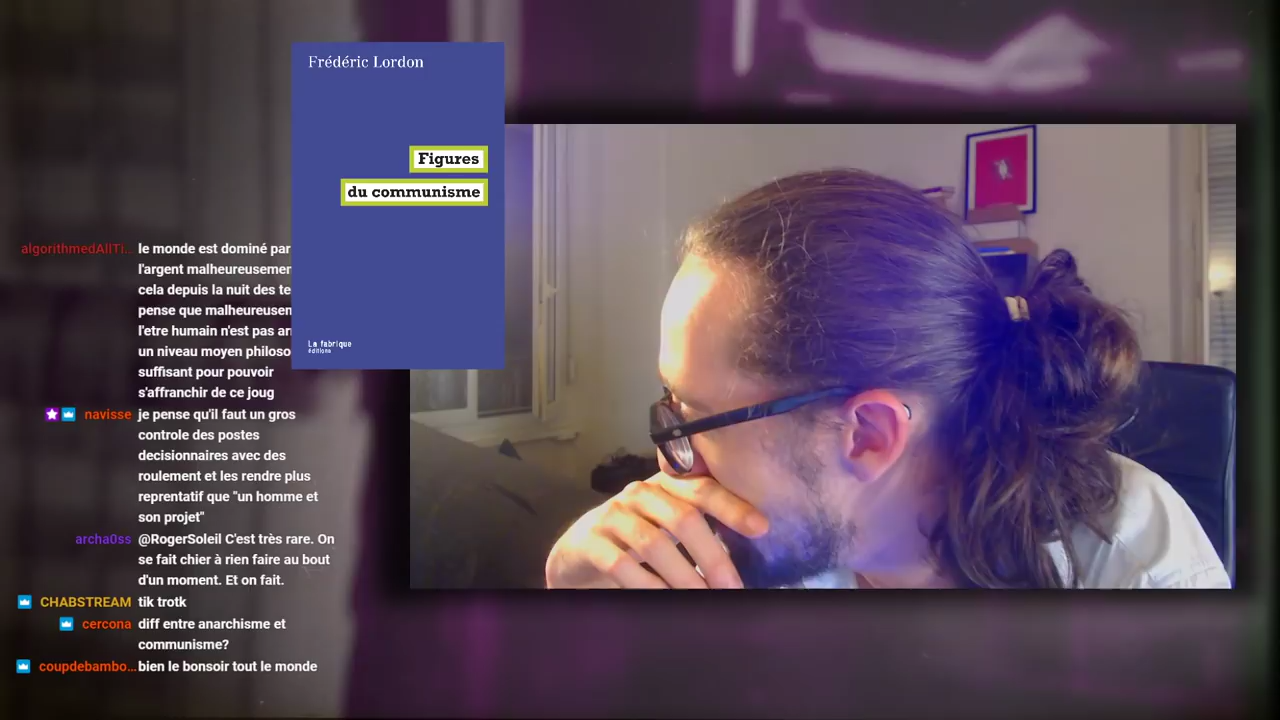 Frédéric Lordon
Figures
du communisme
La fabrique
éditions
algorithmedAllTi...
le monde est dominé par
l'argent malheureusemen
cela depuis la nuit des te
pense que malheureusen
l'etre humain n'est pas
un niveau moyen philoso
suffisant pour pouvoir
s'affranchir de ce joug
navisse je pense qu'il faut un gros
controle des postes
decisionnaires avec des
roulement et les rendre plus
reprentatif que "un homme et
son projet"
archa0ss @RogerSoleil C'est très rare. On
se fait chier à rien faire au bout
d'un moment. Et on fait.
CHABSTREAM tik trotk
cercona diff entre anarchisme et
communisme?
coupdebambo... bien le bonsoir tout le monde